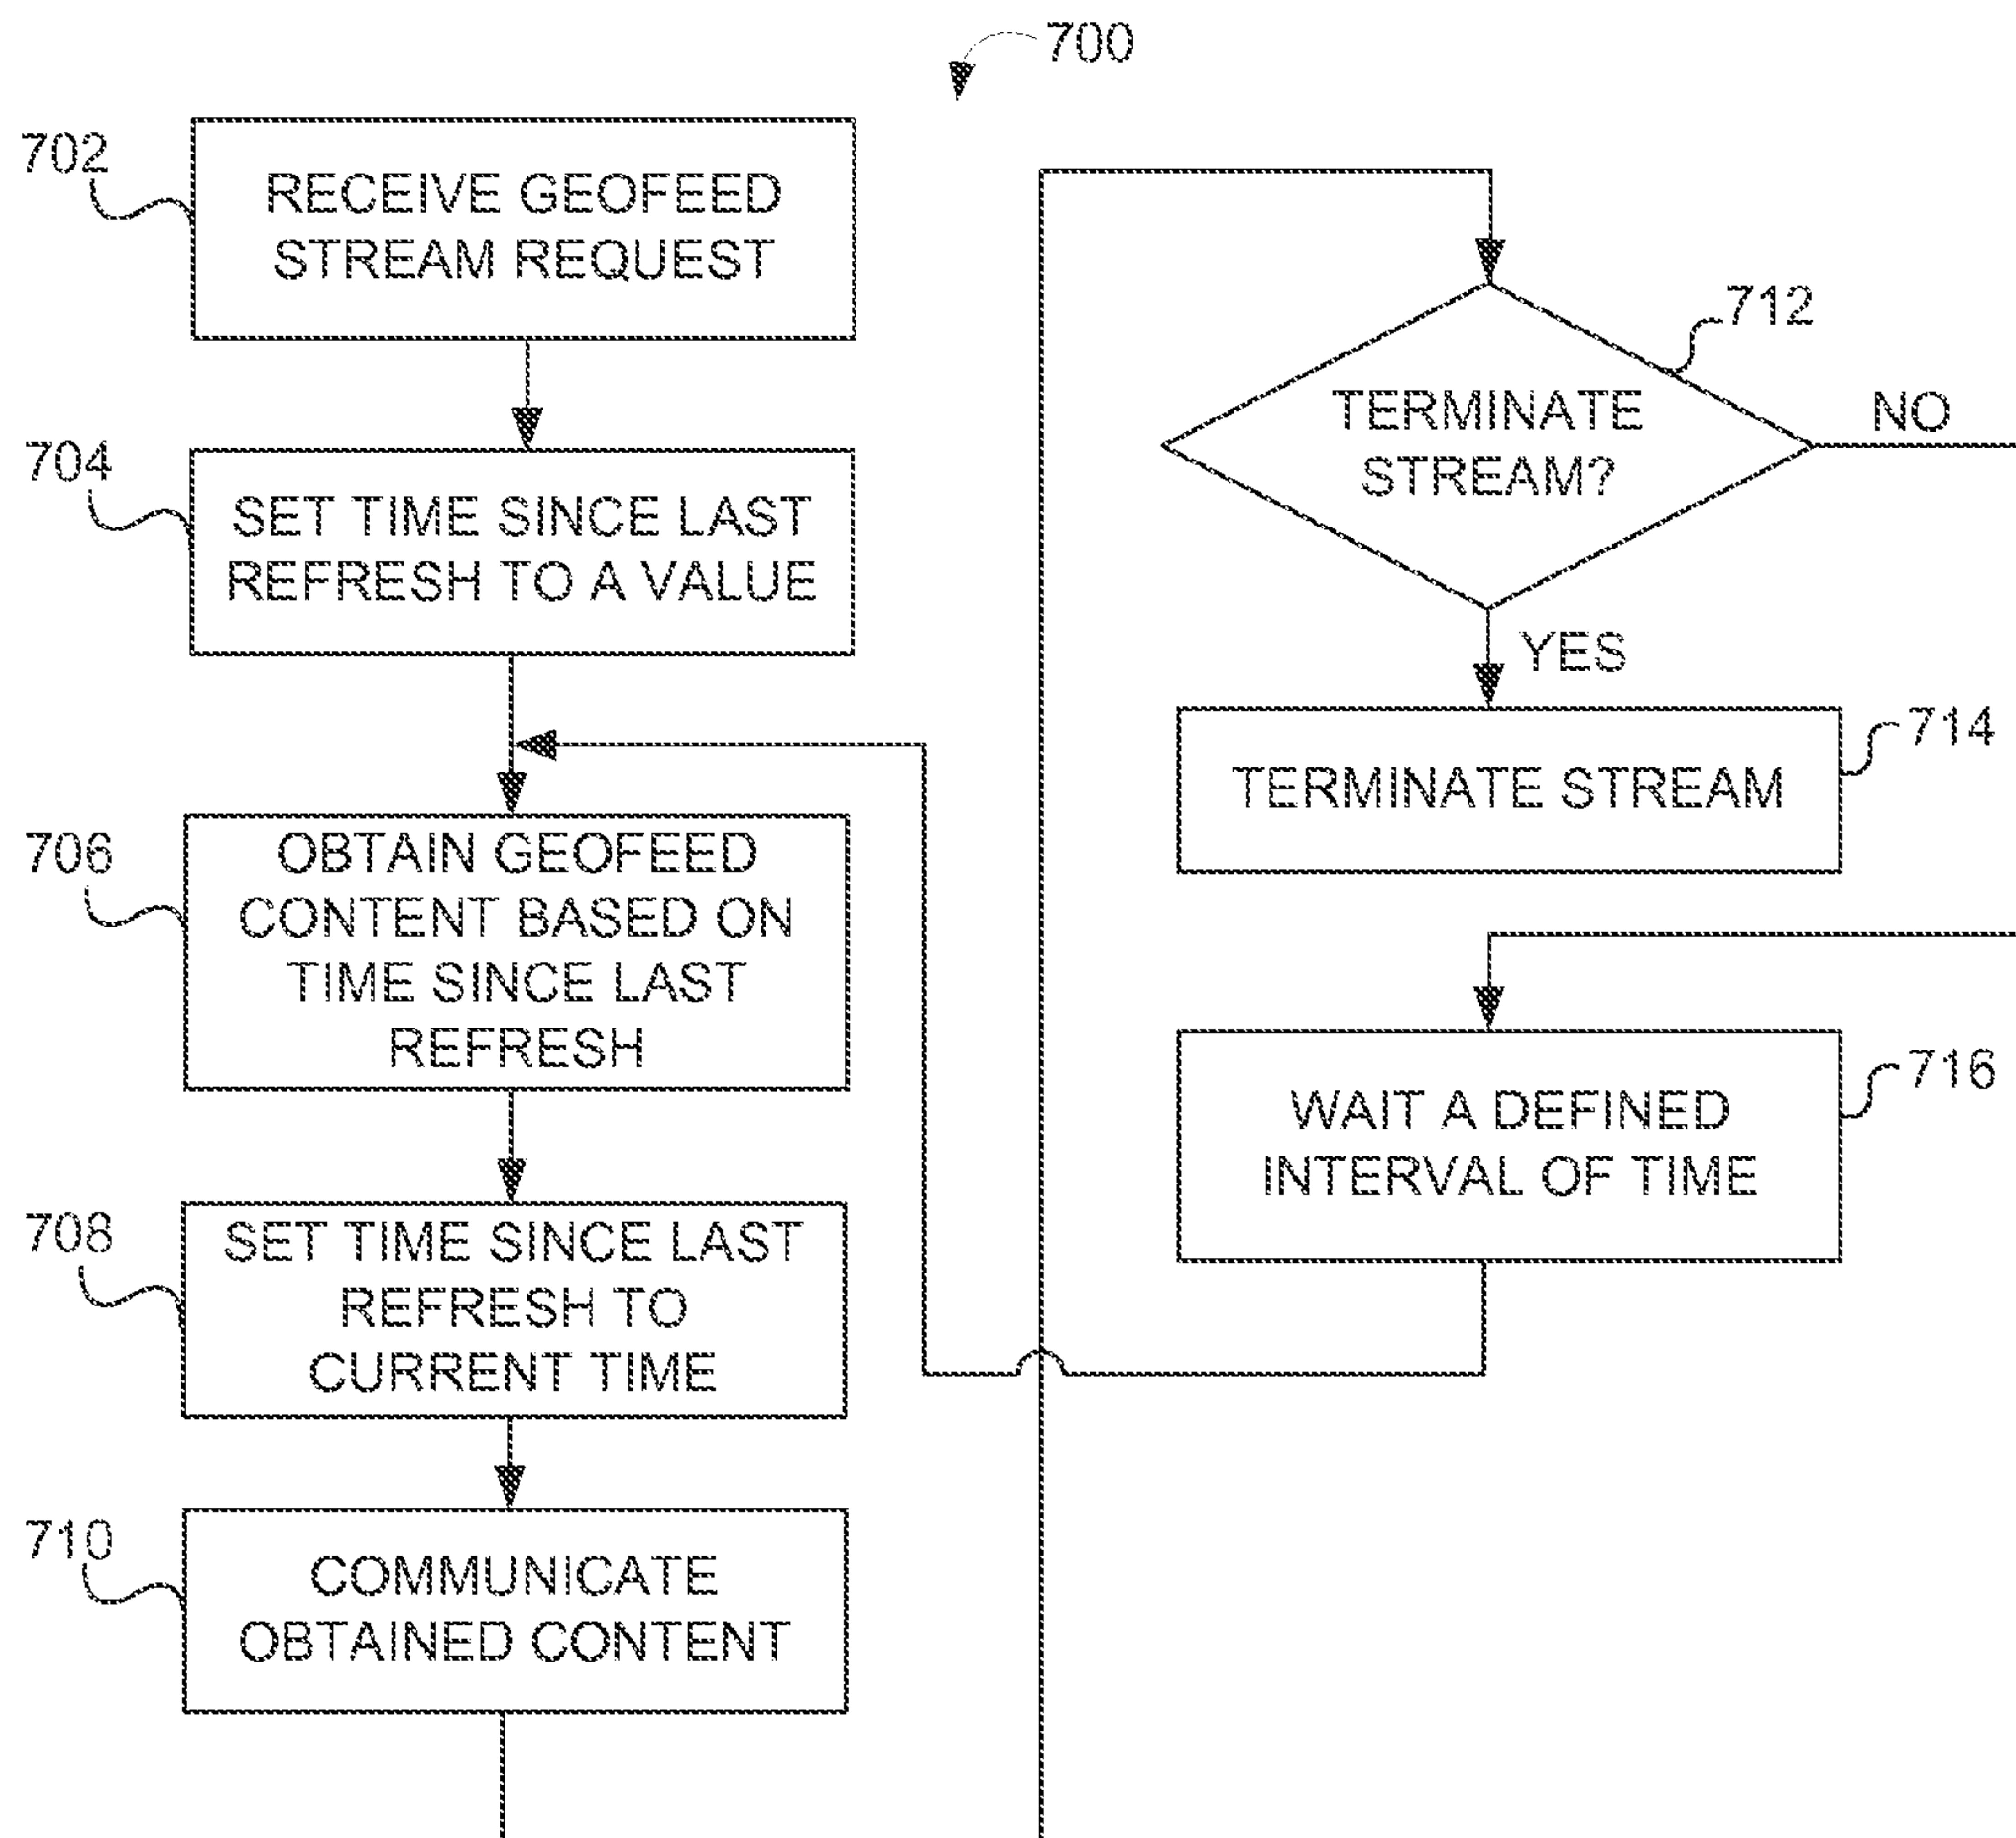 700
702
RECEIVE GEOFEED
STREAM REQUEST
704
SET TIME SINCE LAST
REFRESH TO A VALUE
706
OBTAIN GEOFEED
CONTENT BASED ON
TIME SINCE LAST
REFRESH
708
SET TIME SINCE LAST
REFRESH TO
CURRENT TIME
710
COMMUNICATE
OBTAINED CONTENT
712
TERMINATE
STREAM?
NO
YES
714
TERMINATE STREAM
716
WAIT A DEFINED
INTERVAL OF TIME